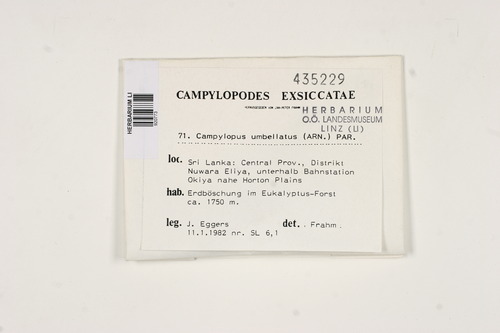 435229
CAMPYLOPODES EXSICCATAE
HERBARIUM
O.Ö. LANDESMUSEUM
LINZ (U)
71. Campylopus umbellatus (ARN.) PAR.
loc. Sri Lanka: Central Prov., Distrikt
Nuwara Eliya, unterhalb Bahnstation
Okiya nahe Horton Plains
hab. Erdböschung im Eukalyptus-Forst
ca. 1750 m.
leg. J. Eggers det. Frahm
11.1.1982 nr. SL 6,1
HERBARIUM LI